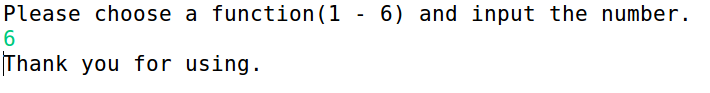 Please choose a function(1 - 6) and input the number.
6
Thank you for using.